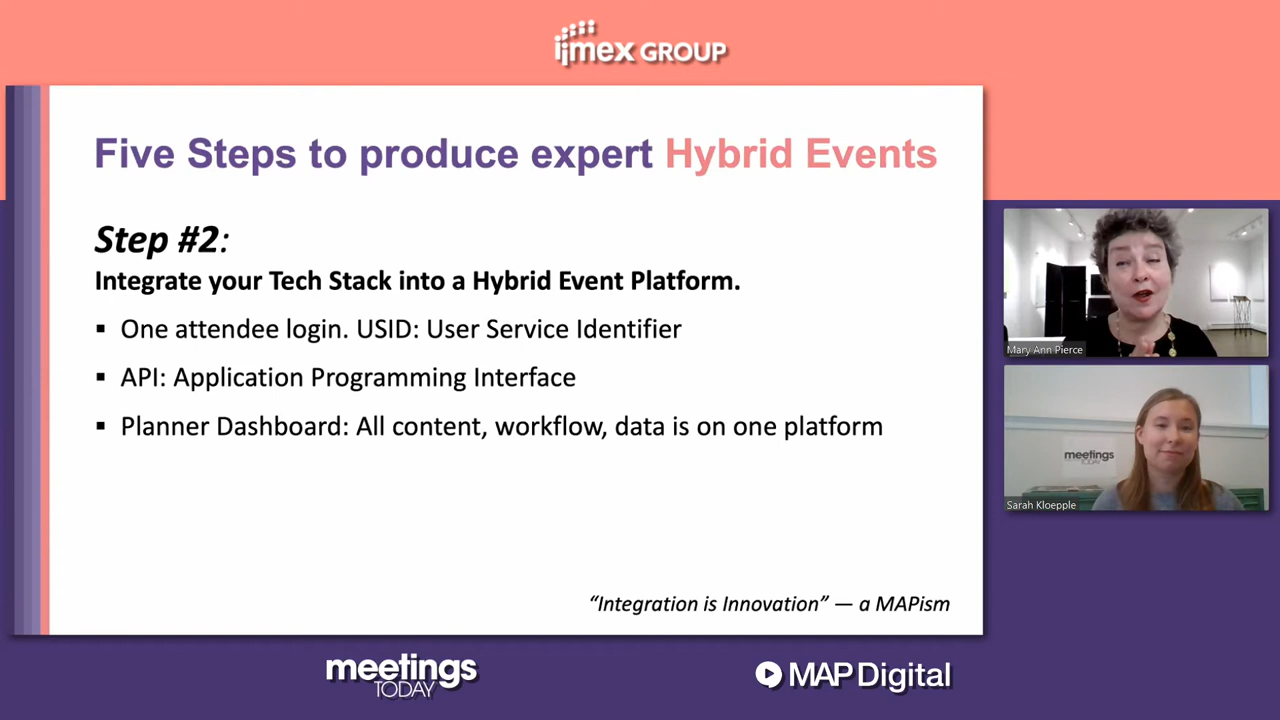 imex GROUP
Five Steps to produce expert Hybrid Events
Step #2:
Integrate your Tech Stack into a Hybrid Event Platform.
▪ One attendee login. USID: User Service Identifier
▪ API: Application Programming Interface
▪ Planner Dashboard: All content, workflow, data is on one platform
“Integration is Innovation” — a MAPism
Mary Ann Pierce
meetings
TODAY
Sarah Kloepple
meetings
TODAY
MAP Digital